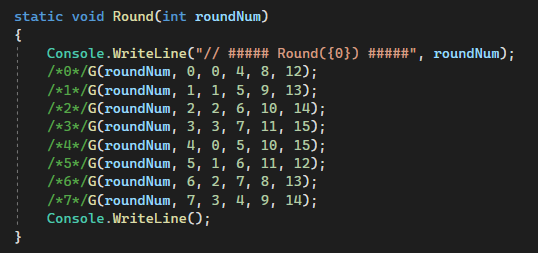 static void Round(int roundNum)
{
    Console.WriteLine("// ##### Round({0}) #####", roundNum);
    /*0*/G(roundNum, 0, 0, 4, 8, 12);
    /*1*/G(roundNum, 1, 1, 5, 9, 13);
    /*2*/G(roundNum, 2, 2, 6, 10, 14);
    /*3*/G(roundNum, 3, 3, 7, 11, 15);
    /*4*/G(roundNum, 4, 0, 5, 10, 15);
    /*5*/G(roundNum, 5, 1, 6, 11, 12);
    /*6*/G(roundNum, 6, 2, 7, 8, 13);
    /*7*/G(roundNum, 7, 3, 4, 9, 14);
    Console.WriteLine();
}